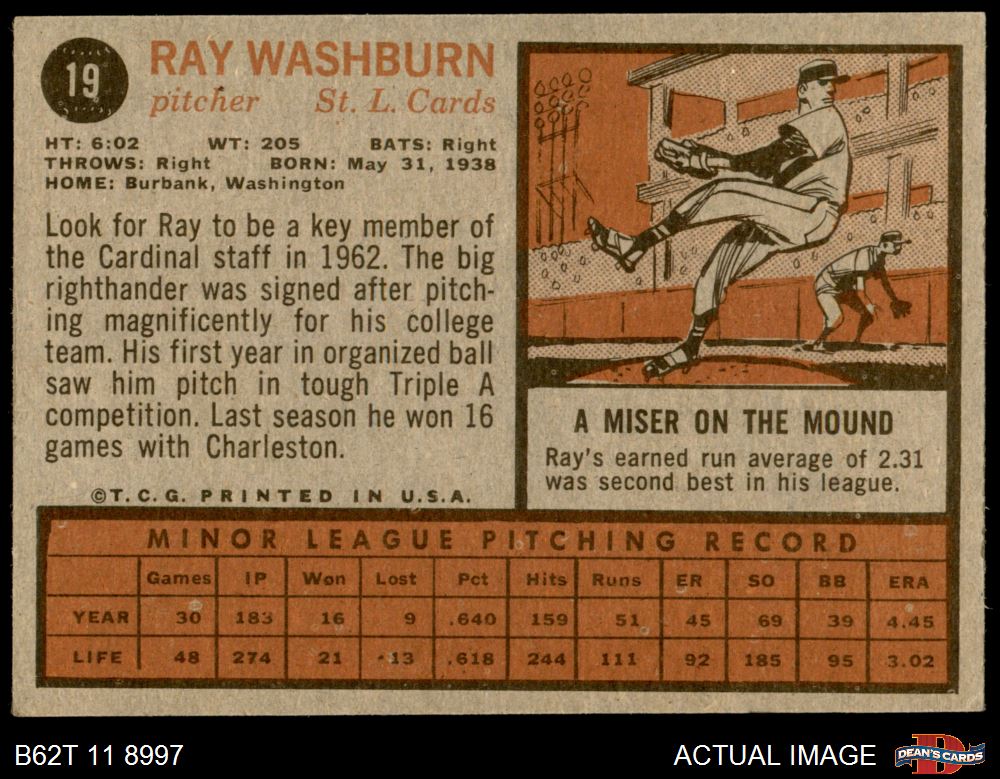 19
RAY WASHBURN
pitcher St. L. Cards
HT: 6:02 WT: 205 BATS: Right
THROWS: Right BORN: May 31, 1938
HOME: Burbank, Washington
Look for Ray to be a key member of
the Cardinal staff in 1962. The big
righthander was signed after pitch-
ing magnificently for his college
team. His first year in organized ball
saw him pitch in tough Triple A
competition. Last season he won 16
games with Charleston.
©T.C.G. PRINTED IN U.S.A.
A MISER ON THE MOUND
Ray's earned run average of 2.31
was second best in his league.
MINOR LEAGUE PITCHING RECORD
Games IP Won Lost Pct Hits Runs ER SO BB ERA
YEAR 30 183 16 9 .640 159 51 45 69 39 4.45
LIFE 48 274 21 13 .618 244 111 92 185 95 3.02
B62T 11 8997
ACTUAL IMAGE
DEAN'S CARDS